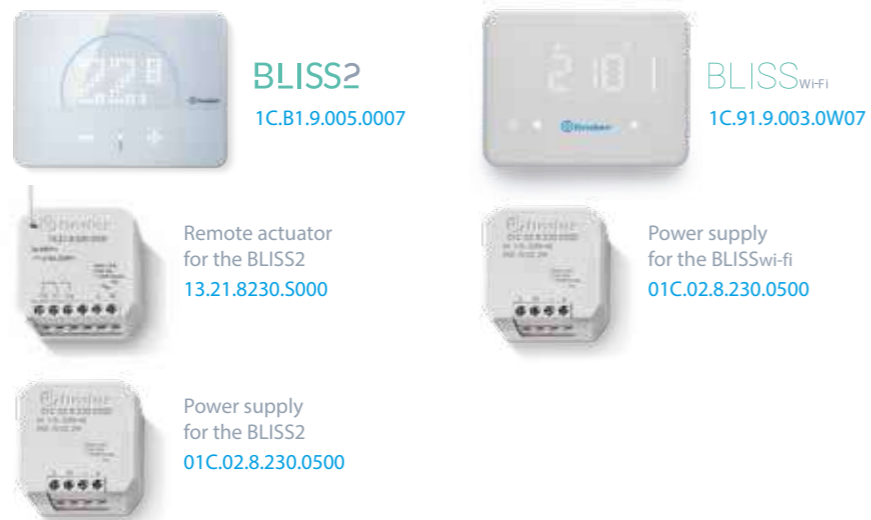 BLISS2
1C.B1.9.005.0007
BLISSWi-Fi
1C.91.9.003.0W07
finder
Remote actuator
for the BLISS2
13.21.8230.S000
Power supply
for the BLISSwi-fi
01C.02.8.230.0500
Power supply
for the BLISS2
01C.02.8.230.0500